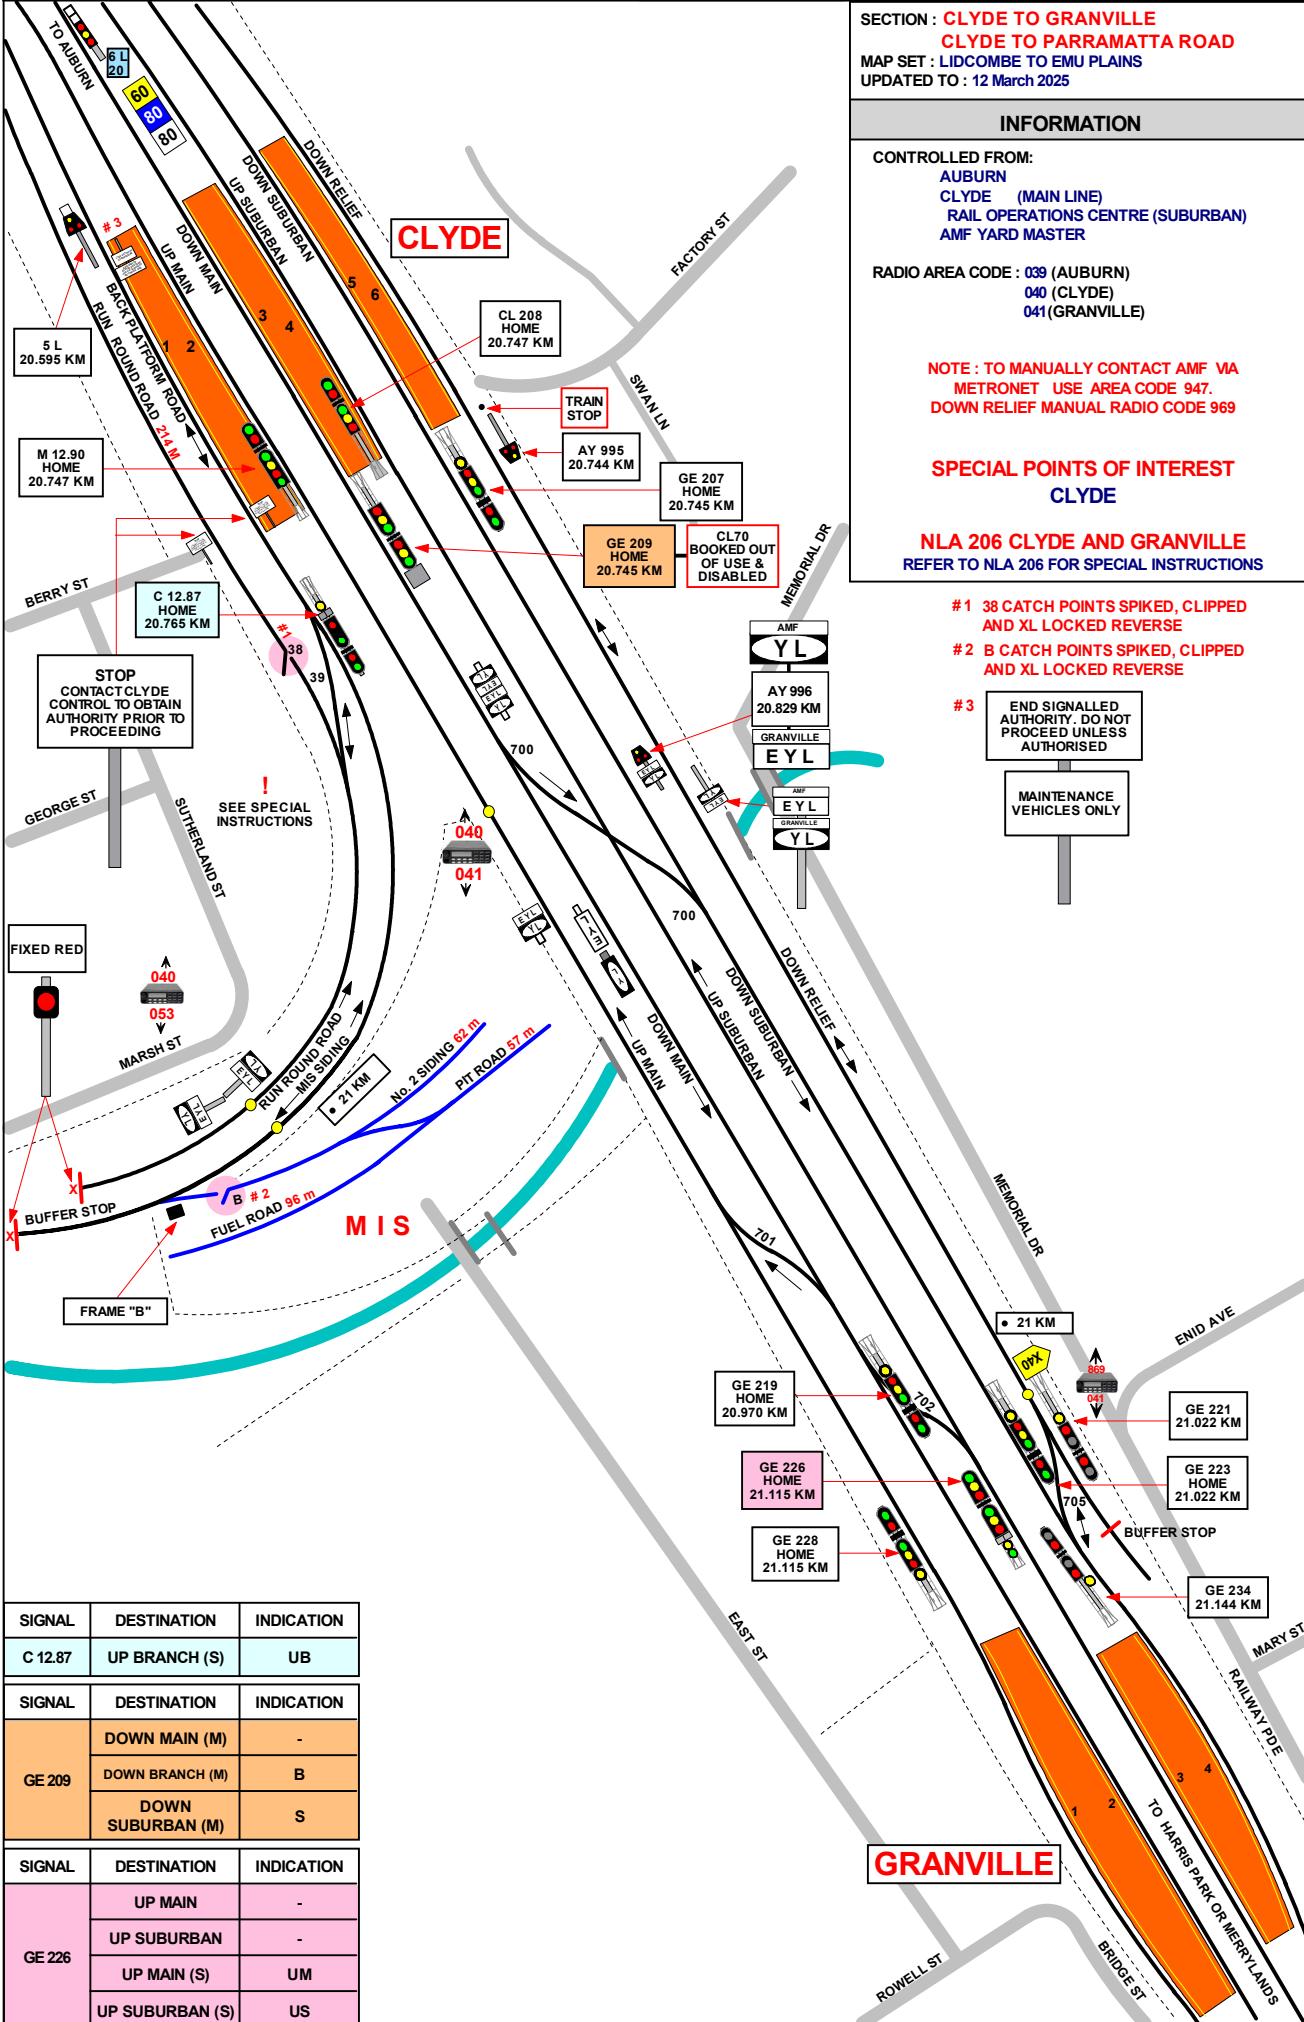 SECTION : CLYDE TO GRANVILLE
CLYDE TO PARRAMATTA ROAD
MAP SET : LIDCOMBE TO EMU PLAINS
UPDATED TO : 12 March 2025
INFORMATION
CONTROLLED FROM:
AUBURN
CLYDE (MAIN LINE)
RAIL OPERATIONS CENTRE (SUBURBAN)
AMF YARD MASTER
RADIO AREA CODE : 039 (AUBURN)
040 (CLYDE)
041(GRANVILLE)
NOTE : TO MANUALLY CONTACT AMF VIA
METRONET USE AREA CODE 947.
DOWN RELIEF MANUAL RADIO CODE 969
SPECIAL POINTS OF INTEREST
CLYDE
NLA 206 CLYDE AND GRANVILLE
REFER TO NLA 206 FOR SPECIAL INSTRUCTIONS
# 1 38 CATCH POINTS SPIKED, CLIPPED
AND XL LOCKED REVERSE
# 2 B CATCH POINTS SPIKED, CLIPPED
AND XL LOCKED REVERSE
# 3
END SIGNALLED
AUTHORITY. DO NOT
PROCEED UNLESS
AUTHORISED
MAINTENANCE
VEHICLES ONLY
TO AUBURN
6 L
20
60
80
80
DOWN RELIEF
DOWN SUBURBAN
UP SUBURBAN
DOWN MAIN
UP MAIN
BACK PLATFORM ROAD
RUN ROUND ROAD 214 M
# 3
CLYDE
1 2
3 4
5 6
FACTORY ST
SWAN LN
5 L
20.595 KM
CL 208
HOME
20.747 KM
TRAIN
STOP
AY 995
20.744 KM
M 12.90
HOME
20.747 KM
GE 207
HOME
20.745 KM
GE 209
HOME
20.745 KM
CL70
BOOKED OUT
OF USE &
DISABLED
MEMORIAL DR
BERRY ST
C 12.87
HOME
20.765 KM
#1
38
39
STOP
CONTACT CLYDE
CONTROL TO OBTAIN
AUTHORITY PRIOR TO
PROCEEDING
AMF
Y L
AY 996
20.829 KM
GRANVILLE
E Y L
AMF
E Y L
GRANVILLE
Y L
YL
EYL
EYL
YL
700
EYL
YL
EYL
YL
GEORGE ST
SUTHERLAND ST
!
SEE SPECIAL
INSTRUCTIONS
040
041
700
EYL
YL
EYL
YL
FIXED RED
040
053
MARSH ST
RUN ROUND ROAD
MIS SIDING
YL
EYL
EYL
YL
21 KM
No. 2 SIDING 62 m
PIT ROAD 57 m
DOWN RELIEF
DOWN SUBURBAN
UP SUBURBAN
DOWN MAIN
UP MAIN
X
X
BUFFER STOP
B # 2
FUEL ROAD 96 m
M I S
FRAME "B"
701
MEMORIAL DR
21 KM
X40
869
041
ENID AVE
GE 219
HOME
20.970 KM
702
GE 221
21.022 KM
GE 226
HOME
21.115 KM
GE 223
HOME
21.022 KM
705
BUFFER STOP
GE 228
HOME
21.115 KM
GE 234
21.144 KM
MARY ST
RAILWAY PDE
EAST ST
1 2
3 4
TO HARRIS PARK OR MERRYLANDS
GRANVILLE
ROWELL ST
BRIDGE ST
SIGNAL DESTINATION INDICATION
C 12.87 UP BRANCH (S) UB
SIGNAL DESTINATION INDICATION
GE 209
DOWN MAIN (M) -
DOWN BRANCH (M) B
DOWN
SUBURBAN (M) S
SIGNAL DESTINATION INDICATION
GE 226
UP MAIN -
UP SUBURBAN -
UP MAIN (S) UM
UP SUBURBAN (S) US